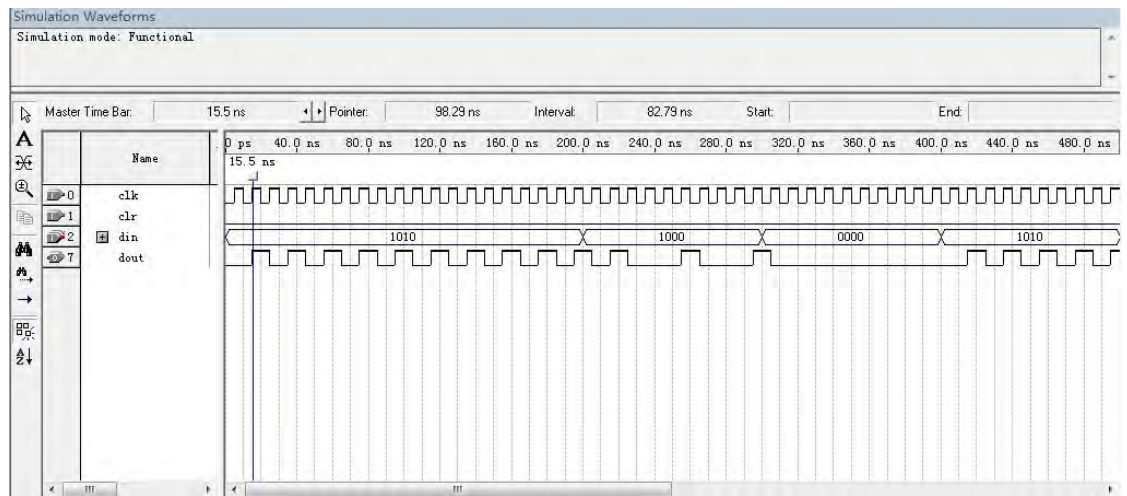 Simulation Waveforms
Simulation mode: Functional
Master Time Bar: 15.5 ns Pointer: 98.29 ns Interval: 82.79 ns Start: End:
A
Name
0 ps 40.0 ns 80.0 ns 120.0 ns 160.0 ns 200.0 ns 240.0 ns 280.0 ns 320.0 ns 360.0 ns 400.0 ns 440.0 ns 480.0 ns
15.5 ns
0 clk
1 clr
2 din 1010 1000 0000 1010
7 dout